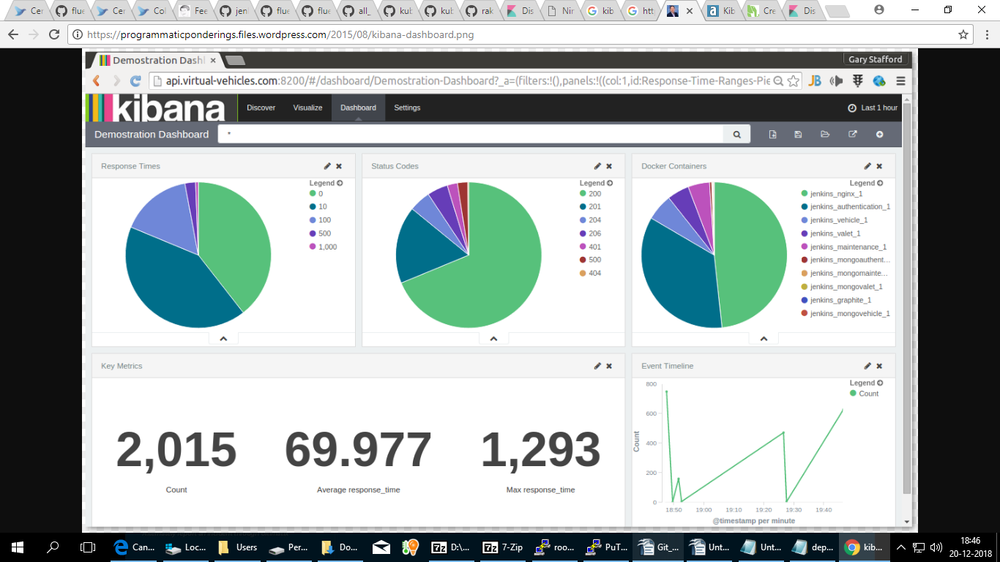 Cer
flue
Cer
Col
Fee
jenl
flue
flue
all_
kub
kub
rak
Dis
Nir
kib
htt
Kib
Cre
Dis
https://programmaticponderings.files.wordpress.com/2015/08/kibana-dashboard.png
Demostration Dashl
Gary Stafford
api.virtual-vehicles.com:8200/#/dashboard/Demostration-Dashboard?_a=(filters:!(),panels:!((col:1,id:Response-Time-Ranges-Pie
JB
kibana
Discover
Visualize
Dashboard
Settings
Last 1 hour
Demostration Dashboard
*
Response Times
Legend
0
10
100
500
1,000
Status Codes
Legend
200
201
204
206
401
500
404
Docker Containers
Legend
jenkins_nginx_1
jenkins_authentication_1
jenkins_vehicle_1
jenkins_valet_1
jenkins_maintenance_1
jenkins_mongoauthent...
jenkins_mongomainte...
jenkins_mongovalet_1
jenkins_graphite_1
jenkins_mongovehicle_1
Key Metrics
2,015
69.977
1,293
Count
Average response_time
Max response_time
Event Timeline
Legend
Count
800
600
400
200
0
Count
18:50
19:00
19:10
19:20
19:30
19:40
@timestamp per minute
Can...
Loc...
Users
Per...
Do...
7z
D:\...
7z
7-Zip
roo...
PuT...
Git_...
Unt...
Unt...
dep...
kib...
18:46
20-12-2018